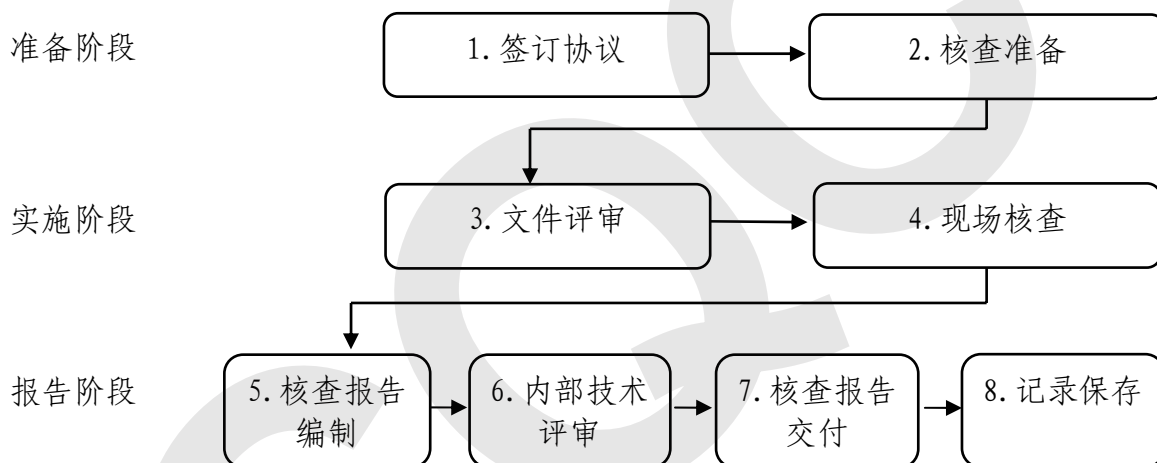 准备阶段
1.签订协议
2.核查准备
实施阶段
3.文件评审
4.现场核查
报告阶段
5.核查报告
编制
6.内部技术
评审
7.核查报告
交付
8.记录保存